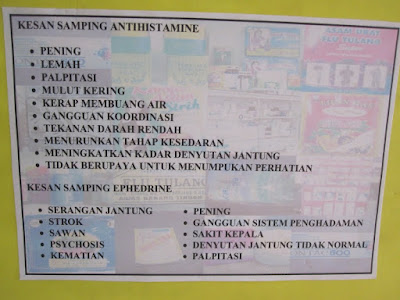 KESAN SAMPING ANTIHISTAMINE
• PENING
• LEMAH
• PALPITASI
• MULUT KERING
• KERAP MEMBUANG AIR
• GANGGUAN KOORDINASI
• TEKANAN DARAH RENDAH
• MENURUNKAN TAHAP KESEDARAN
• MENINGKATKAN KADAR DENYUTAN JANTUNG
• TIDAK BERUPAYA UNTUK MENUMPUKAN PERHATIAN
KESAN SAMPING EPHEDRINE
• SERANGAN JANTUNG
• STROK
• SAWAN
• PSYCHOSIS
• KEMATIAN
• PENING
• GANGGUAN SISTEM PENGHADAMAN
• SAKIT KEPALA
• DENYUTAN JANTUNG TIDAK NORMAL
• PALPITASI